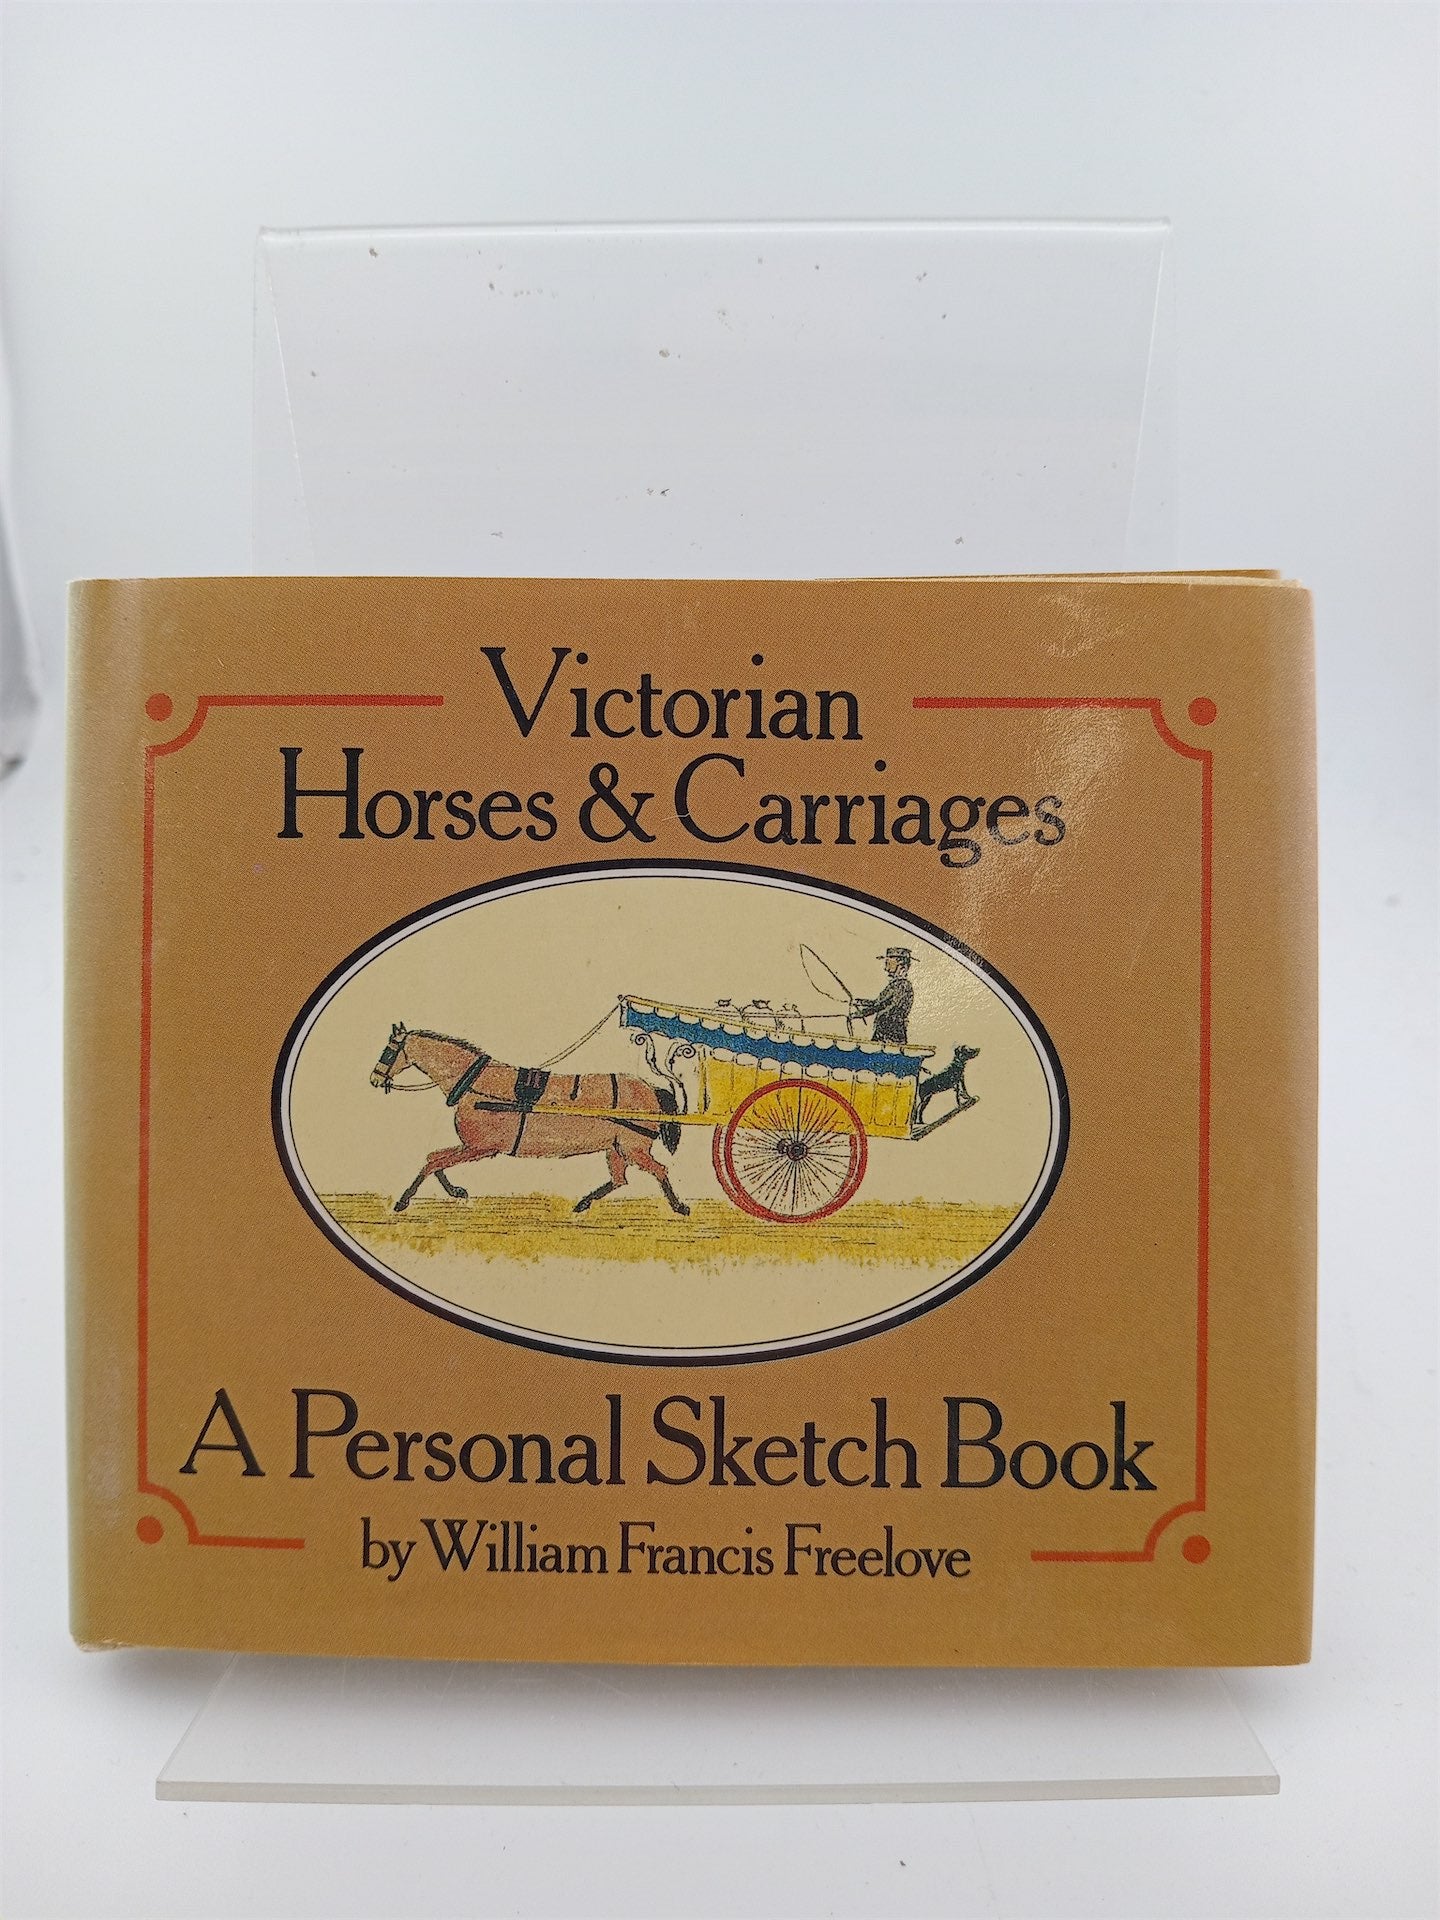 Victorian
Horses & Carriages
A Personal Sketch Book
by William Francis Freelove